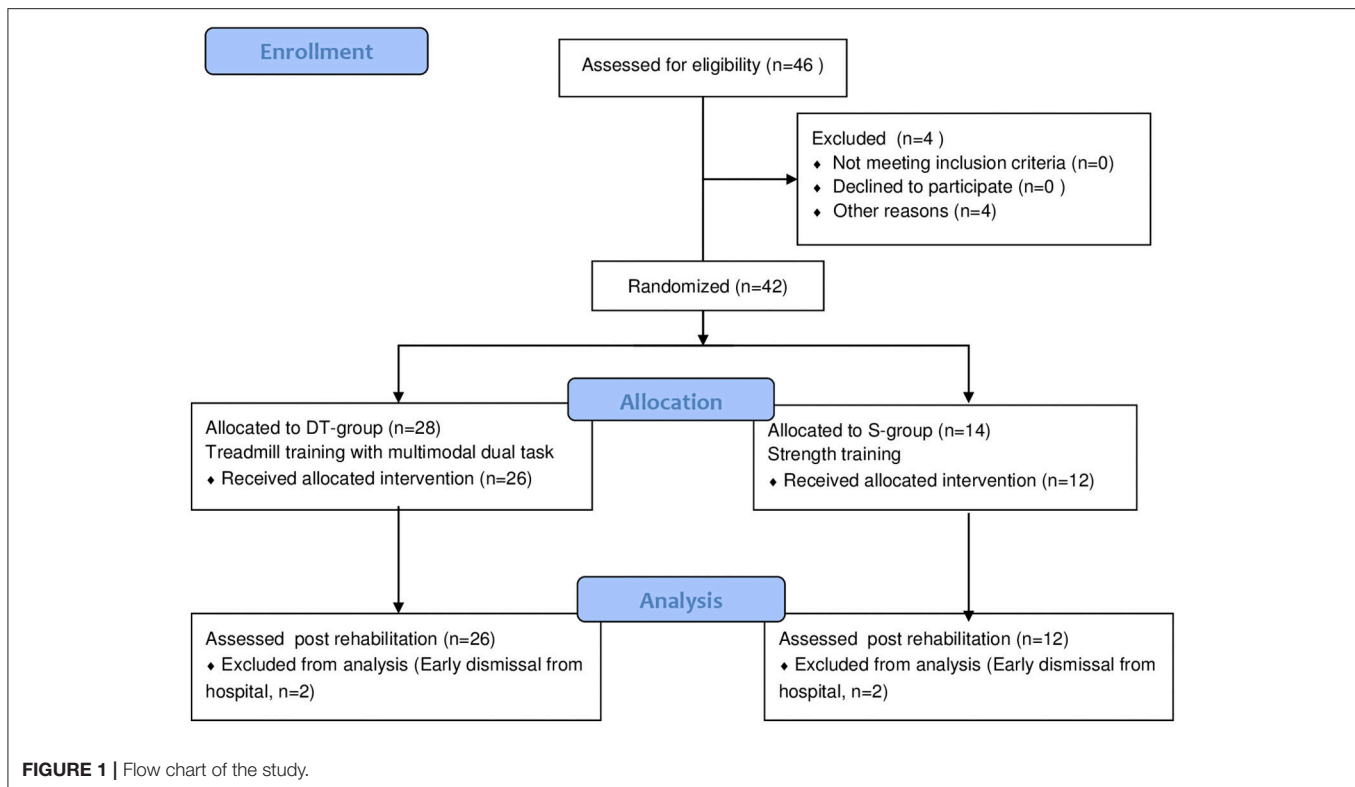 Enrollment
Assessed for eligibility (n=46 )
Excluded (n=4 )
♦ Not meeting inclusion criteria (n=0)
♦ Declined to participate (n=0 )
♦ Other reasons (n=4)
Randomized (n=42)
Allocation
Allocated to DT-group (n=28)
Treadmill training with multimodal dual task
♦ Received allocated intervention (n=26)
Allocated to S-group (n=14)
Strength training
♦ Received allocated intervention (n=12)
Analysis
Assessed post rehabilitation (n=26)
♦ Excluded from analysis (Early dismissal from
hospital, n=2)
Assessed post rehabilitation (n=12)
♦ Excluded from analysis (Early dismissal from
hospital, n=2)
FIGURE 1 | Flow chart of the study.